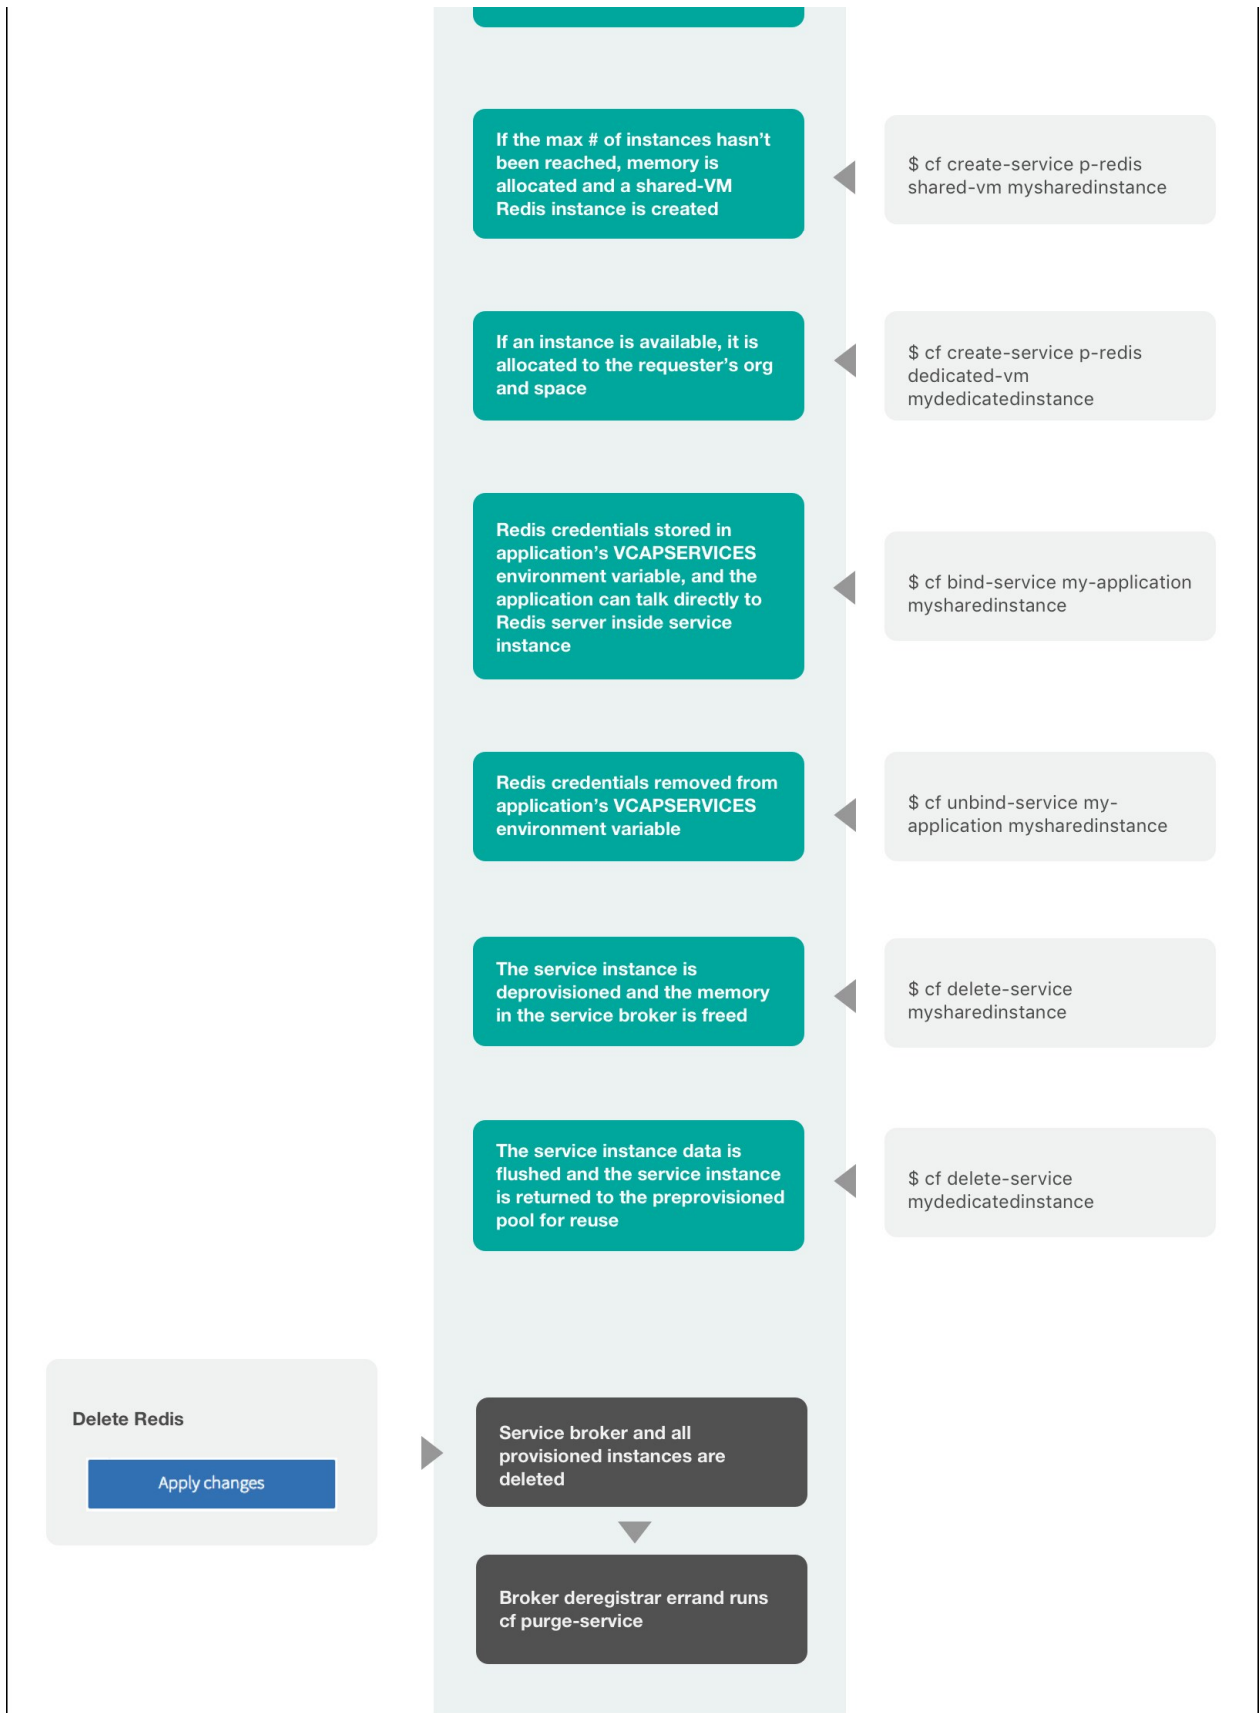 If the max # of instances hasn’t
been reached, memory is
allocated and a shared-VM
Redis instance is created
$ cf create-service p-redis
shared-vm mysharedinstance
If an instance is available, it is
allocated to the requester’s org
and space
$ cf create-service p-redis
dedicated-vm
mydedicatedinstance
Redis credentials stored in
application’s VCAPSERVICES
environment variable, and the
application can talk directly to
Redis server inside service
instance
$ cf bind-service my-application
mysharedinstance
Redis credentials removed from
application’s VCAPSERVICES
environment variable
$ cf unbind-service my-
application mysharedinstance
The service instance is
deprovisioned and the memory
in the service broker is freed
$ cf delete-service
mysharedinstance
The service instance data is
flushed and the service instance
is returned to the preprovisioned
pool for reuse
$ cf delete-service
mydedicatedinstance
Delete Redis
Apply changes
Service broker and all
provisioned instances are
deleted
Broker deregistrar errand runs
cf purge-service